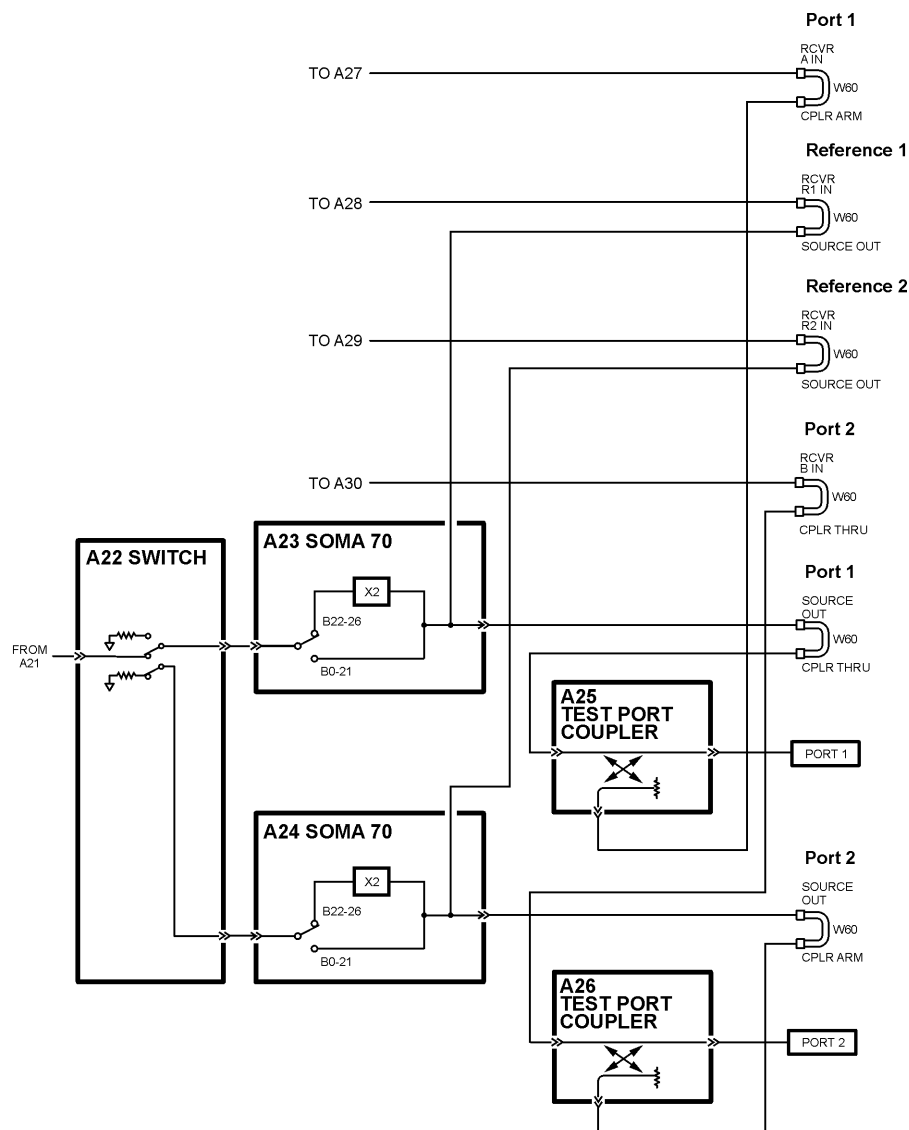 Port 1
RCVR
A IN
TO A27
W60
CPLR ARM
Reference 1
RCVR
R1 IN
TO A28
W60
SOURCE OUT
Reference 2
RCVR
R2 IN
TO A29
W60
SOURCE OUT
Port 2
RCVR
B IN
TO A30
W60
CPLR THRU
A23 SOMA 70
A22 SWITCH
Port 1
X2
SOURCE
OUT
B22-26
W60
FROM
A21
B0-21
CPLR THRU
A25
TEST PORT
COUPLER
PORT 1
A24 SOMA 70
Port 2
X2
SOURCE
OUT
B22-26
W60
B0-21
CPLR ARM
A26
TEST PORT
COUPLER
PORT 2